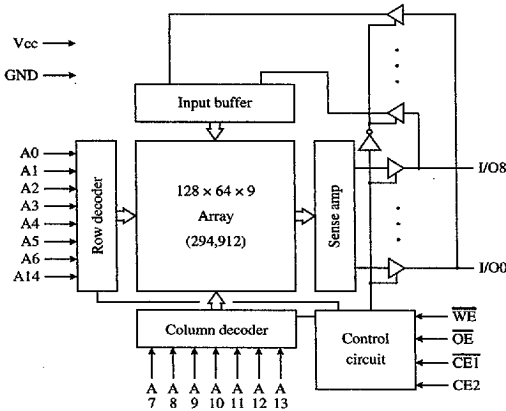 Vcc
GND
Input buffer
A0
A1
A2
A3
A4
A5
A6
A14
Row decoder
128 × 64 × 9
Array
(294,912)
Sense amp
I/O8
I/O0
Column decoder
Control
circuit
WE
OE
CE1
CE2
A A A A A A A
7 8 9 10 11 12 13